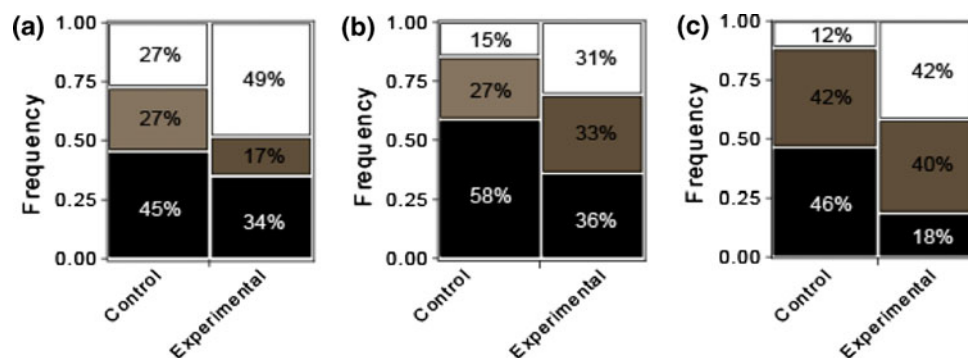 (a)
Frequency
1.00
0.75
0.50
0.25
0.00
27%
27%
45%
49%
17%
34%
Control
Experimental
(b)
Frequency
1.00
0.75
0.50
0.25
0.00
15%
27%
58%
31%
33%
36%
Control
Experimental
(c)
Frequency
1.00
0.75
0.50
0.25
0.00
12%
42%
46%
42%
40%
18%
Control
Experimental